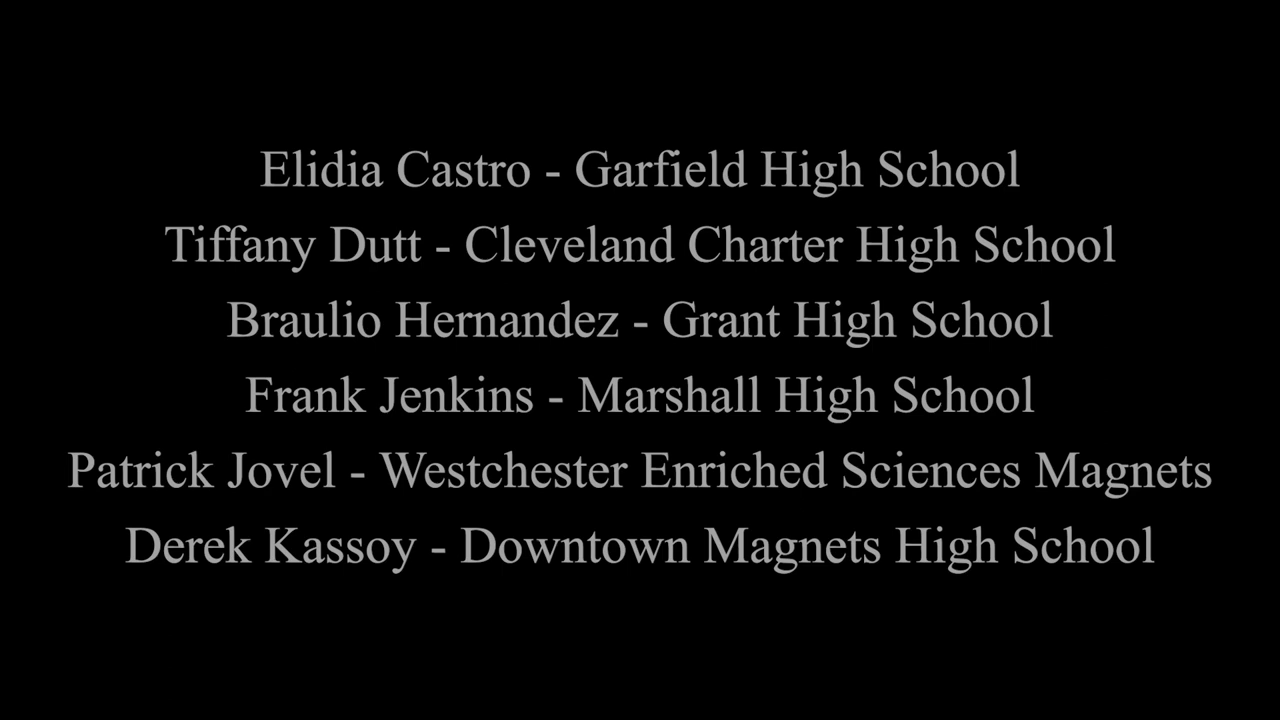 Elidia Castro - Garfield High School
Tiffany Dutt - Cleveland Charter High School
Braulio Hernandez - Grant High School
Frank Jenkins - Marshall High School
Patrick Jovel - Westchester Enriched Sciences Magnets
Derek Kassoy - Downtown Magnets High School